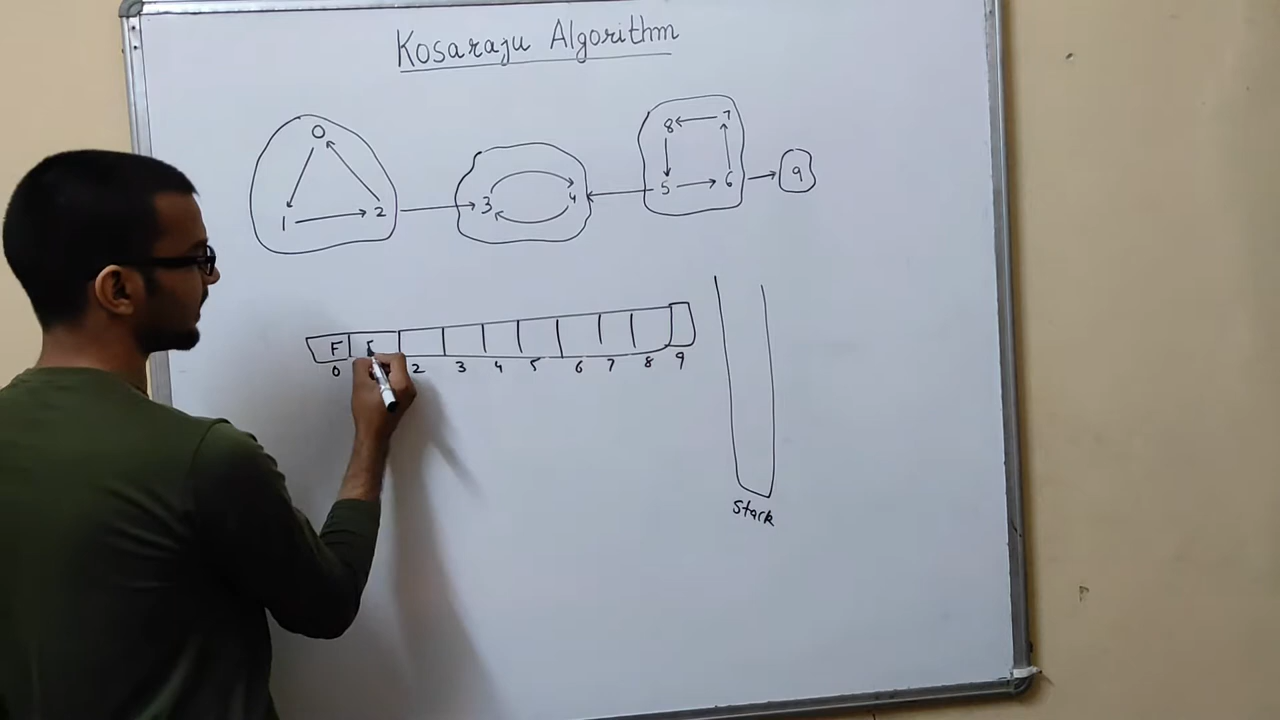 Kosaraju Algorithm
0
8 7
1 2 3 4 5 6 9
F
0 2 3 4 5 6 7 8 9
Stack